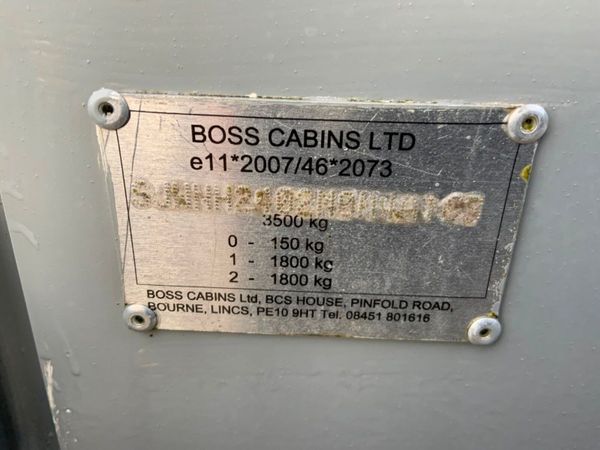 BOSS CABINS LTD
e11*2007/46*2073
3500 kg
0 - 150 kg
1 - 1800 kg
2 - 1800 kg
BOSS CABINS Ltd, BCS HOUSE, PINFOLD ROAD,
BOURNE, LINCS, PE10 9HT Tel. 08451 801616